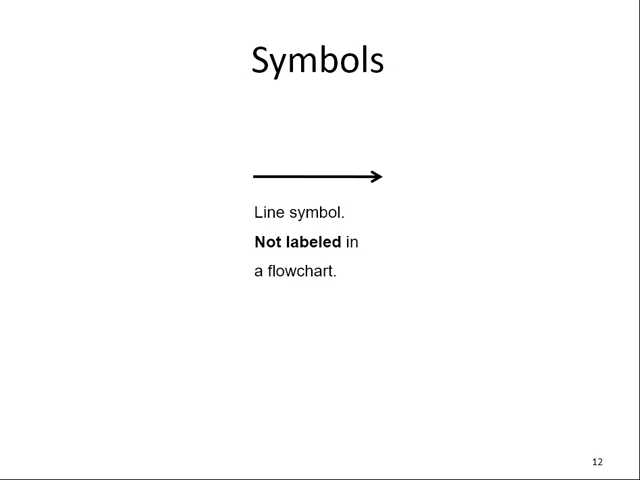 Symbols
Line symbol.
Not labeled in
a flowchart.
12